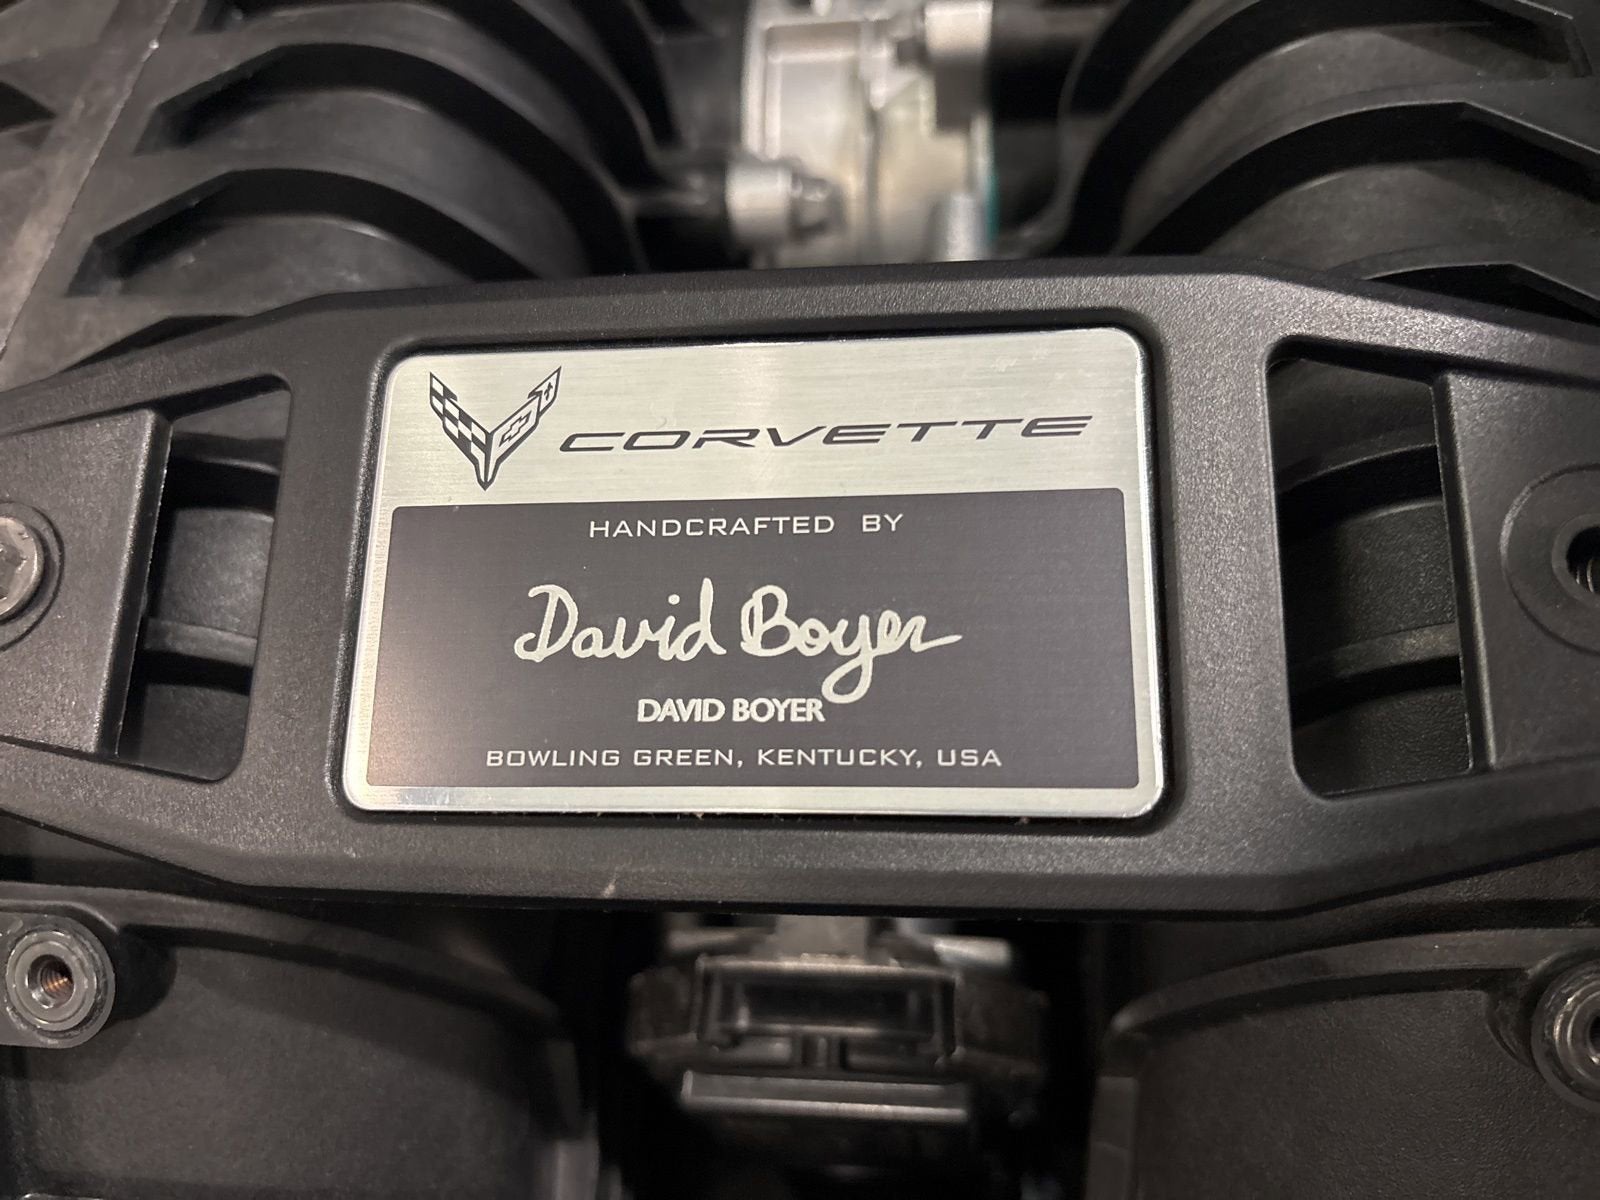 CORVETTE
HANDCRAFTED BY
David Boyer
DAVID BOYER
BOWLING GREEN, KENTUCKY, USA